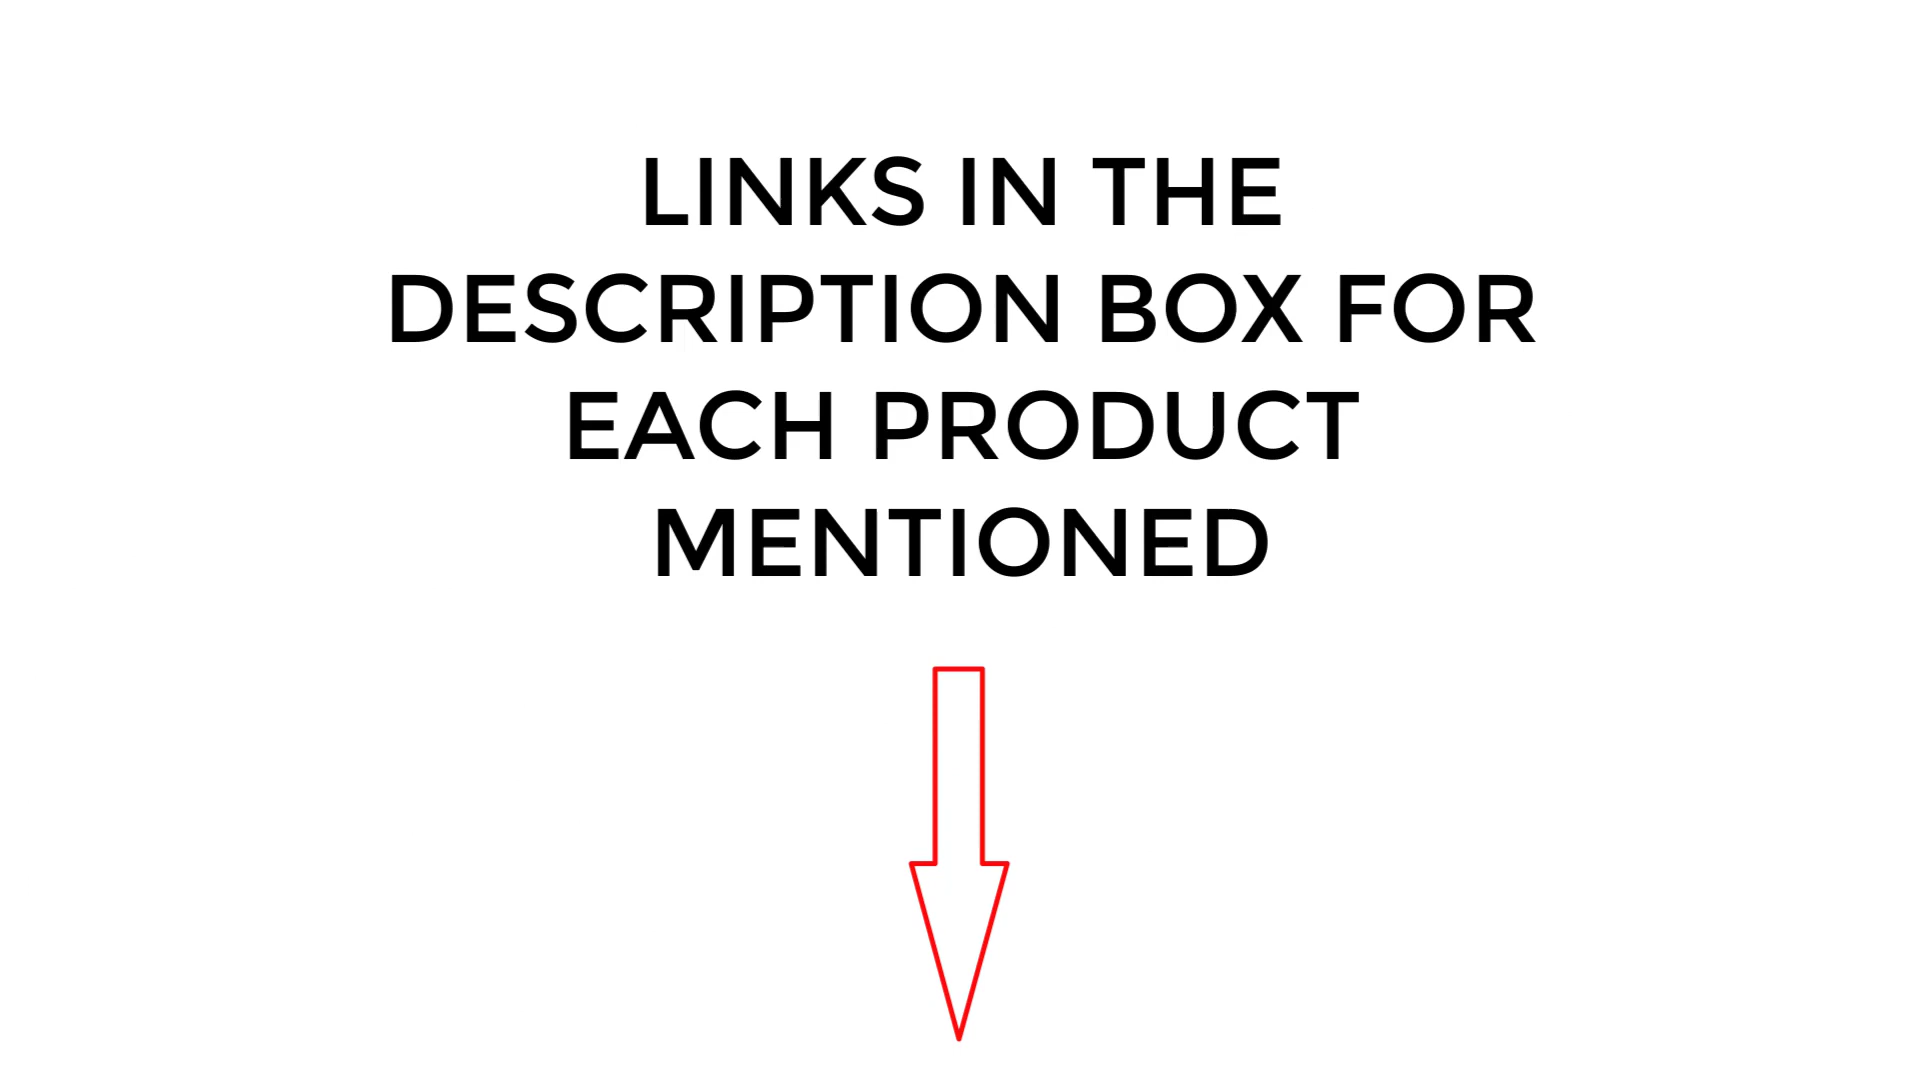 LINKS IN THE
DESCRIPTION BOX FOR
EACH PRODUCT
MENTIONED